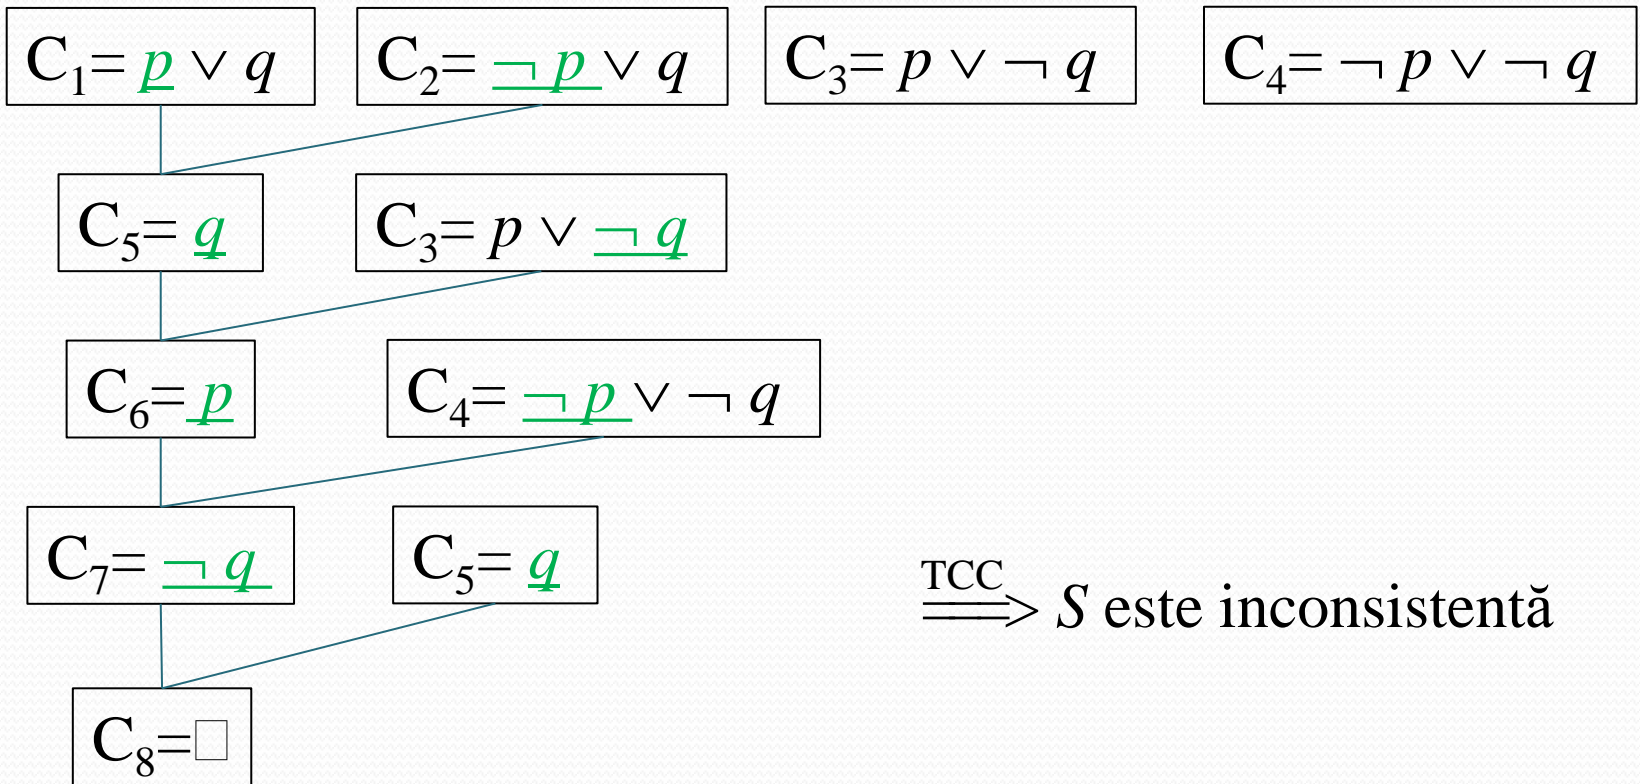 C₁= p ∨ q
C₂= ¬ p ∨ q
C₃= p ∨ ¬ q
C₄= ¬ p ∨ ¬ q
C₅= q
C₃= p ∨ ¬ q
C₆= p
C₄= ¬ p ∨ ¬ q
C₇= ¬ q
C₅= q
TCC
===> S este inconsistentă
C₈=□